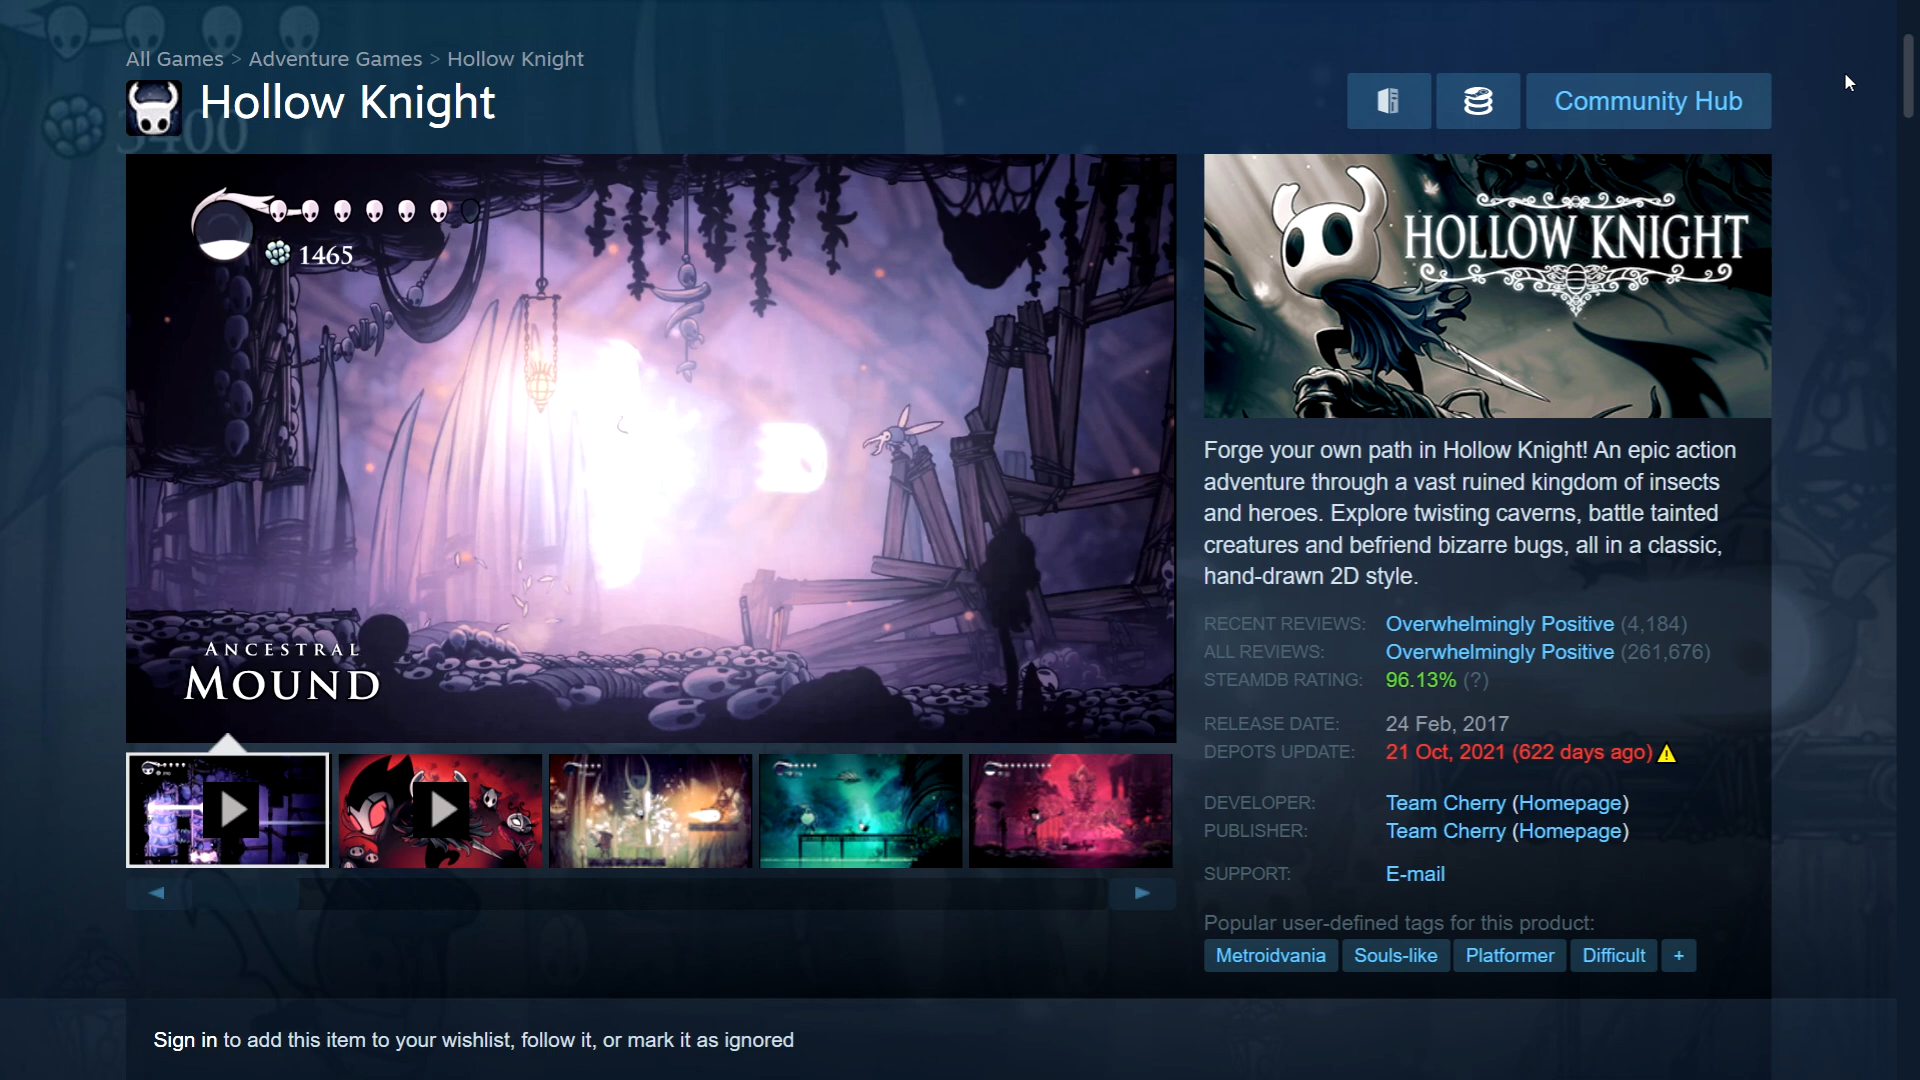 All Games > Adventure Games > Hollow Knight
3400
Hollow Knight
Community Hub
1465
ANCESTRAL
MOUND
HOLLOW KNIGHT
Forge your own path in Hollow Knight! An epic action
adventure through a vast ruined kingdom of insects
and heroes. Explore twisting caverns, battle tainted
creatures and befriend bizarre bugs, all in a classic,
hand-drawn 2D style.
RECENT REVIEWS: Overwhelmingly Positive (4,184)
ALL REVIEWS: Overwhelmingly Positive (261,676)
STEAMDB RATING: 96.13% (?)
RELEASE DATE: 24 Feb, 2017
DEPOTS UPDATE: 21 Oct, 2021 (622 days ago)
DEVELOPER: Team Cherry (Homepage)
PUBLISHER: Team Cherry (Homepage)
SUPPORT: E-mail
Popular user-defined tags for this product:
Metroidvania Souls-like Platformer Difficult +
Sign in to add this item to your wishlist, follow it, or mark it as ignored